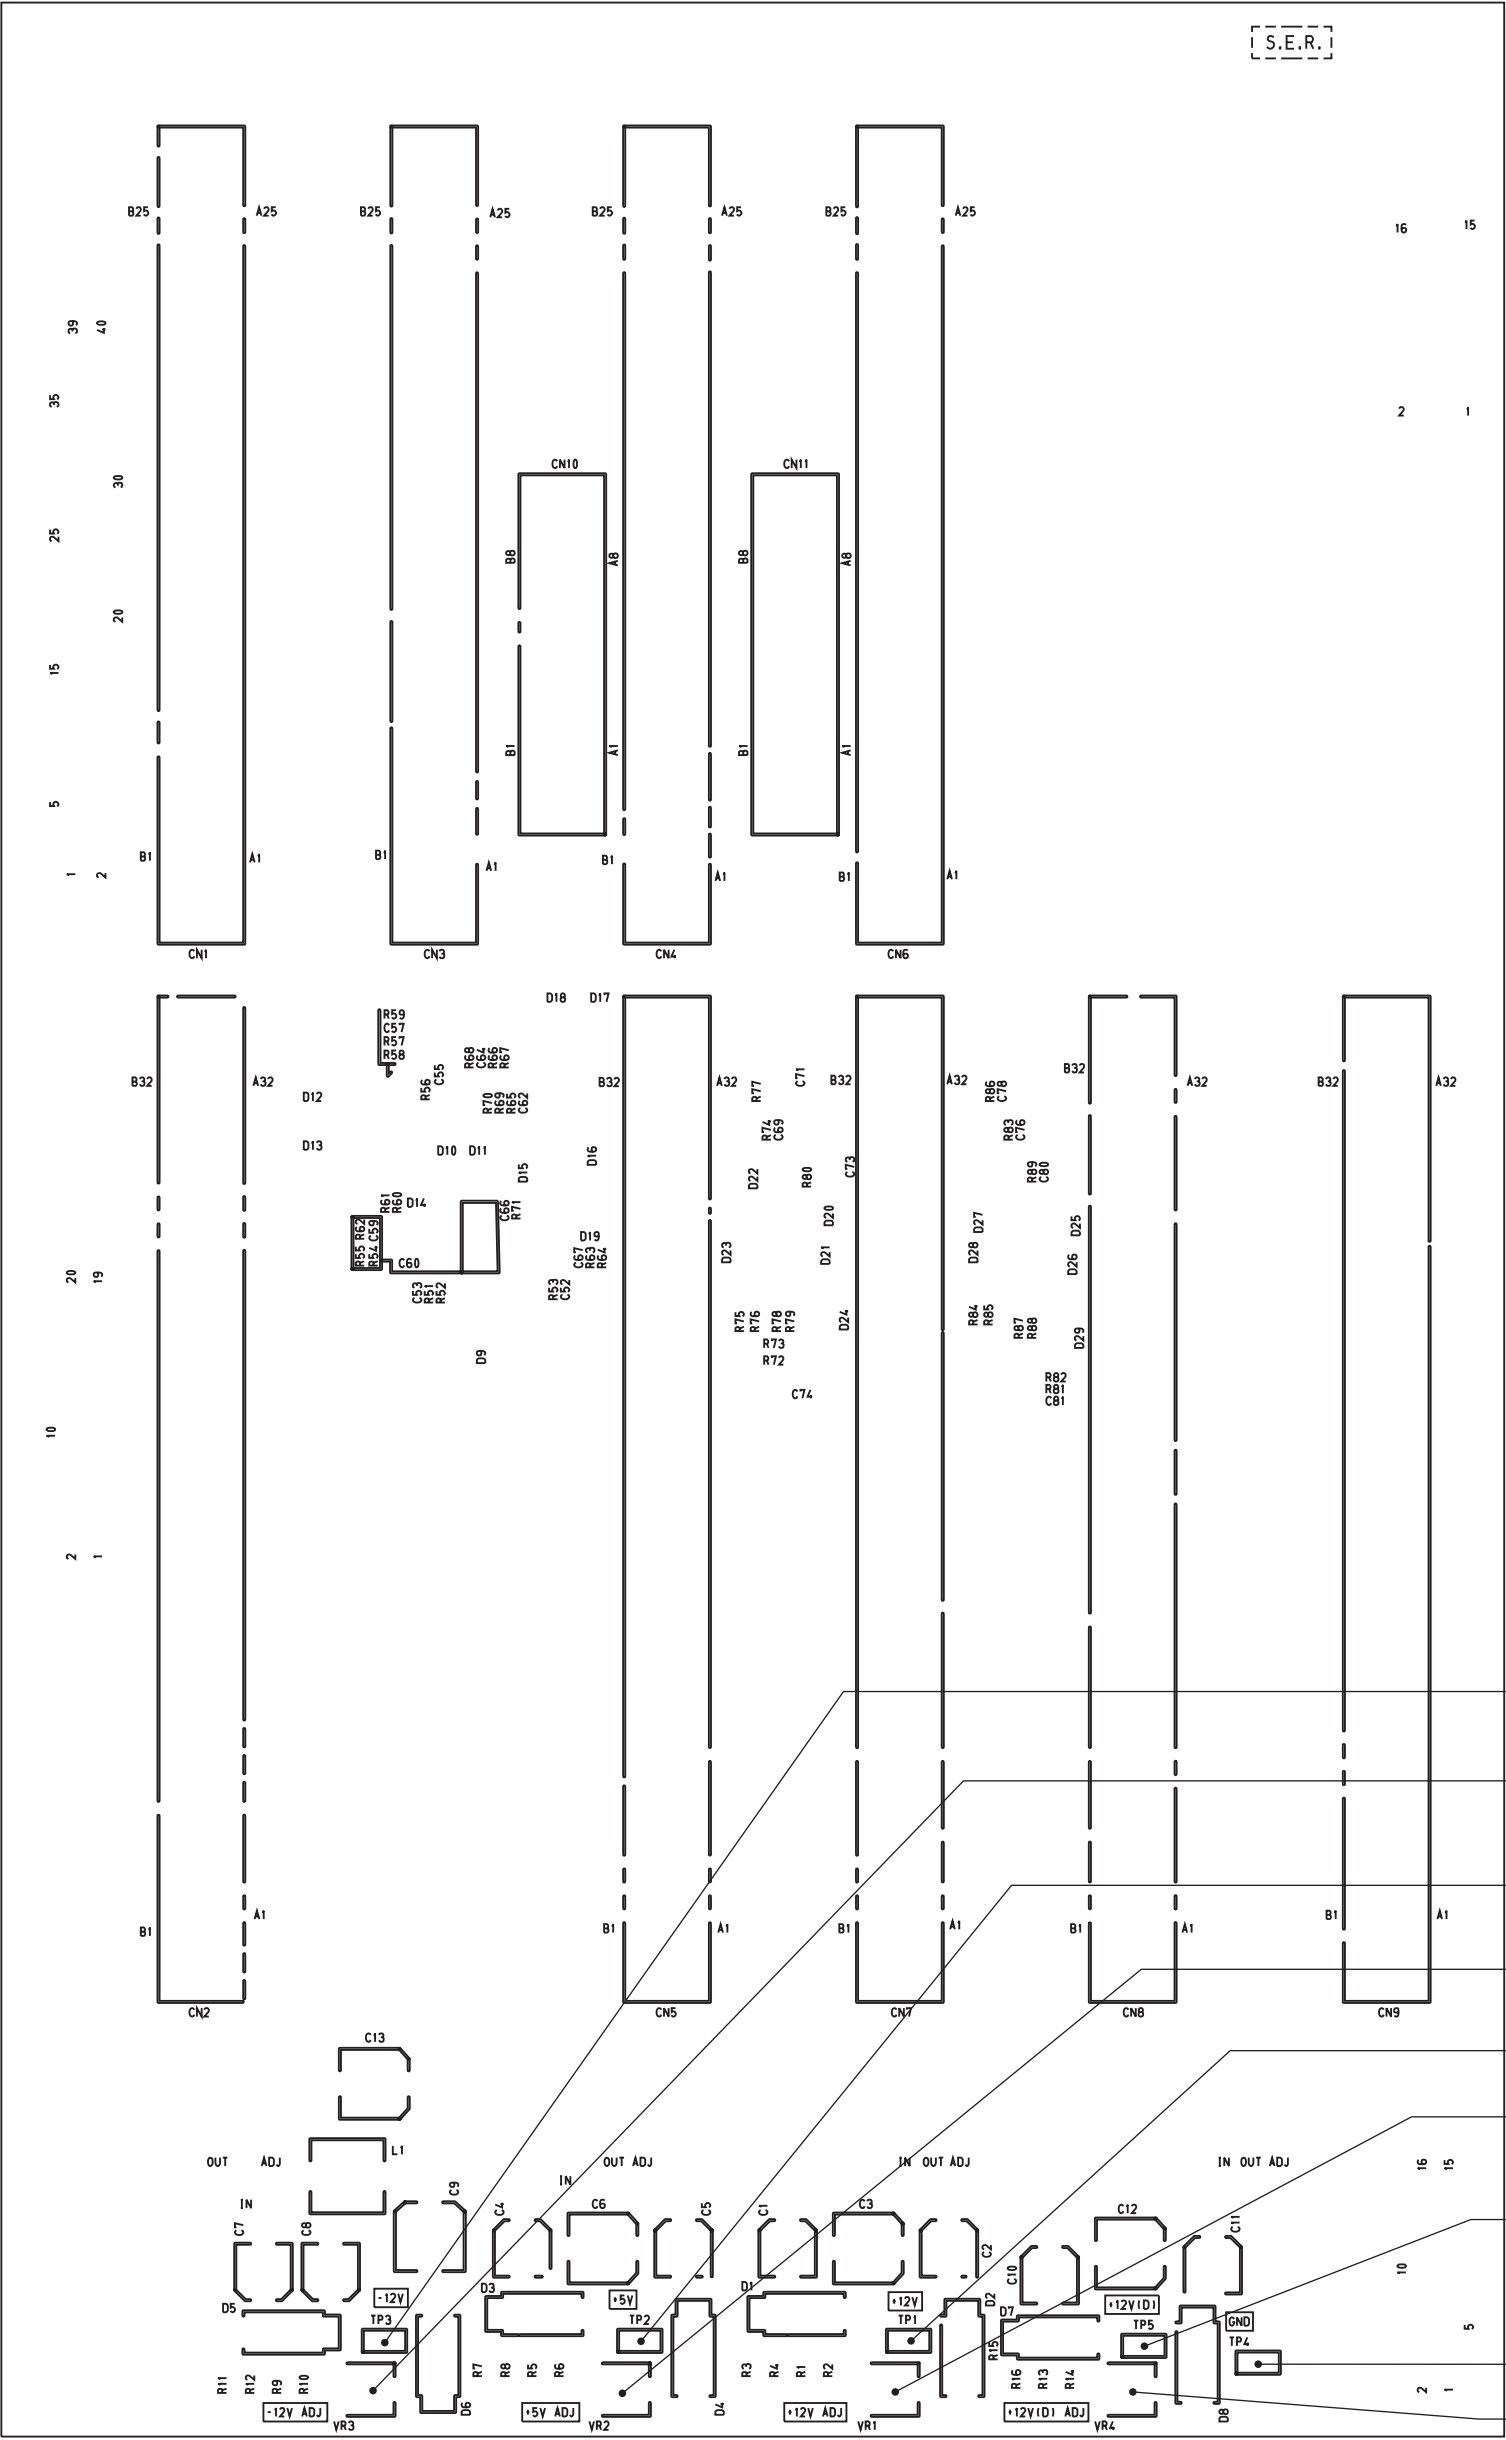 S.E.R.
B25 A25 B25 A25 B25 A25 B25 A25
16 15
39 40
35
2 1
CN10 CN11
30
25
B8 A8 B8 A8
20
15
B1 A1 B1 A1
5
B1 A1 B1 A1 B1 A1 B1 A1
1 2
CN1 CN3 CN4 CN6
D18 D17
R59
C57
R57
R58
R68 C64 R66 R67
B32 A32 B32 A32 B32 A32 B32 A32 B32 A32
D12
R56 C55
R70 R69 R65 C62
R77 C71
R86 C78
R74 C69
R83 C76
D13
D10 D11
D15 D16
D22 R80 C73
R89 C80
R61 R60 D14
C66 R71
R55 R62
R54 C59
C60
D19
C67 R63 R64
D23 D20 D21
D27 D28 D25 D26
20 19
C53 R51 R52
R53 C52
R75 R76 R78 R79
D24
R84 R85
R87 R88
D29
R73
R72
D9
R82
R81
C81
C74
10
2 1
B1 A1 B1 A1 B1 A1 B1 A1 B1 A1
CN2 CN5 CN7 CN8 CN9
C13
L1
OUT ADJ
IN
OUT ADJ
IN
IN OUT ADJ
IN OUT ADJ
16 15
C7 C8 C9 C4 C6 C5 C1 C3 C2 C10 C12 C11
10
-12V
+5V
+12V
+12V(D)
GND
D5 D3 D1 D2 D7
TP3 TP2 TP1 TP5 TP4
5
R11 R12 R9 R10
R7 R8 R5 R6
R3 R4 R1 R2
R15 R16 R13 R14
2 1
-12V ADJ
D6
+5V ADJ
D4
+12V ADJ
+12V(D) ADJ
D8
VR3 VR2 VR1 VR4